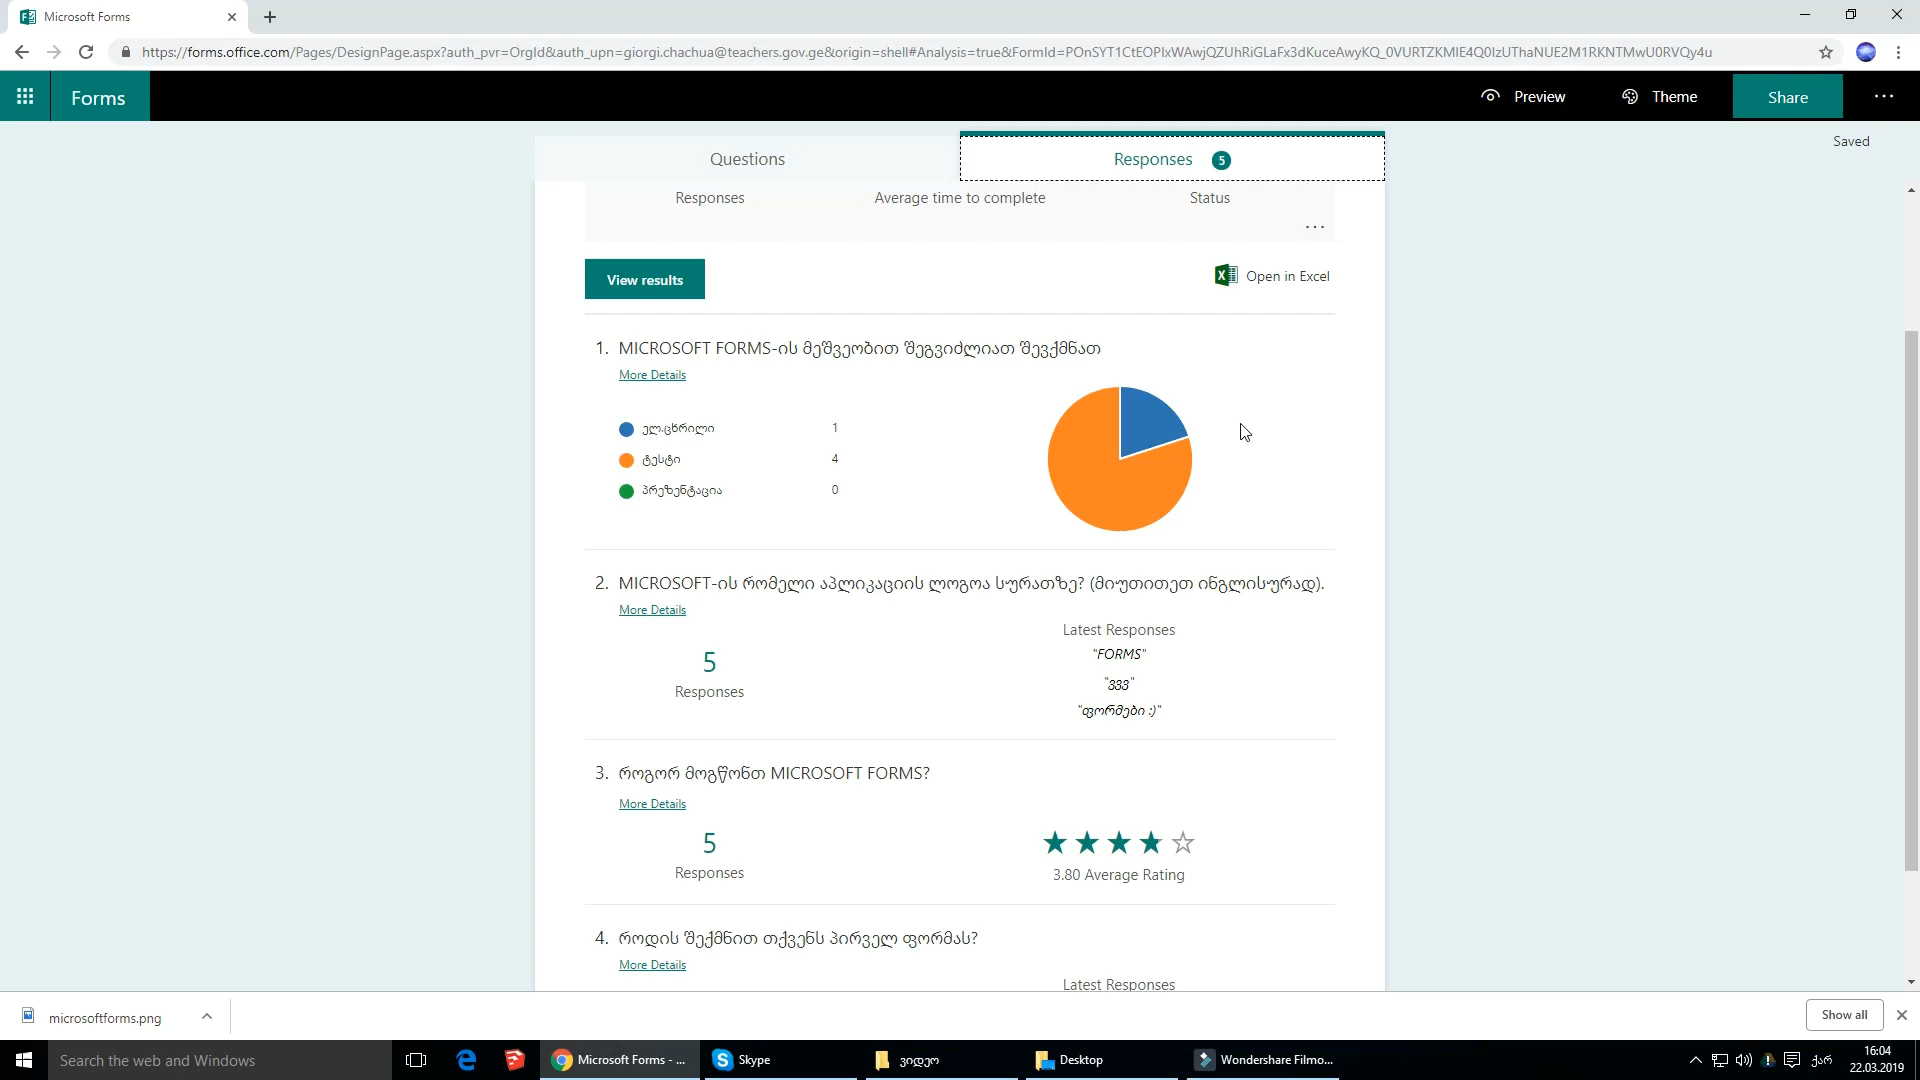 Microsoft Forms
https://forms.office.com/Pages/DesignPage.aspx?auth_pvr=OrgId&auth_upn=giorgi.chachua@teachers.gov.ge&origin=shell#Analysis=true&FormId=POnSYT1CtEOPIxWAwjQZUhRiGLaFx3dKuceAwyKQ_0VURTZKMIE4Q0IzUThaNUE2M1RKNTMwU0RVQy4u
Forms
Preview
Theme
Share
Questions
Responses 5
Saved
Responses
Average time to complete
Status
View results
Open in Excel
1. MICROSOFT FORMS-ის მეშვეობით შეგვიძლიათ შევქმნათ
More Details
ელ.ცხრილი 1
ტესტი 4
პრეზენტაცია 0
2. MICROSOFT-ის რომელი აპლიკაციის ლოგოა სურათზე? (მიუთითეთ ინგლისურად).
More Details
Latest Responses
"FORMS"
"ვვვ"
"ფორმები :)"
5
Responses
3. როგორ მოგწონთ MICROSOFT FORMS?
More Details
5
Responses
3.80 Average Rating
4. როდის შექმნით თქვენს პირველ ფორმას?
More Details
Latest Responses
microsoftforms.png
Show all
Search the web and Windows
Microsoft Forms - ...
Skype
ვიდეო
Desktop
Wondershare Filmo...
ქარ
16:04
22.03.2019